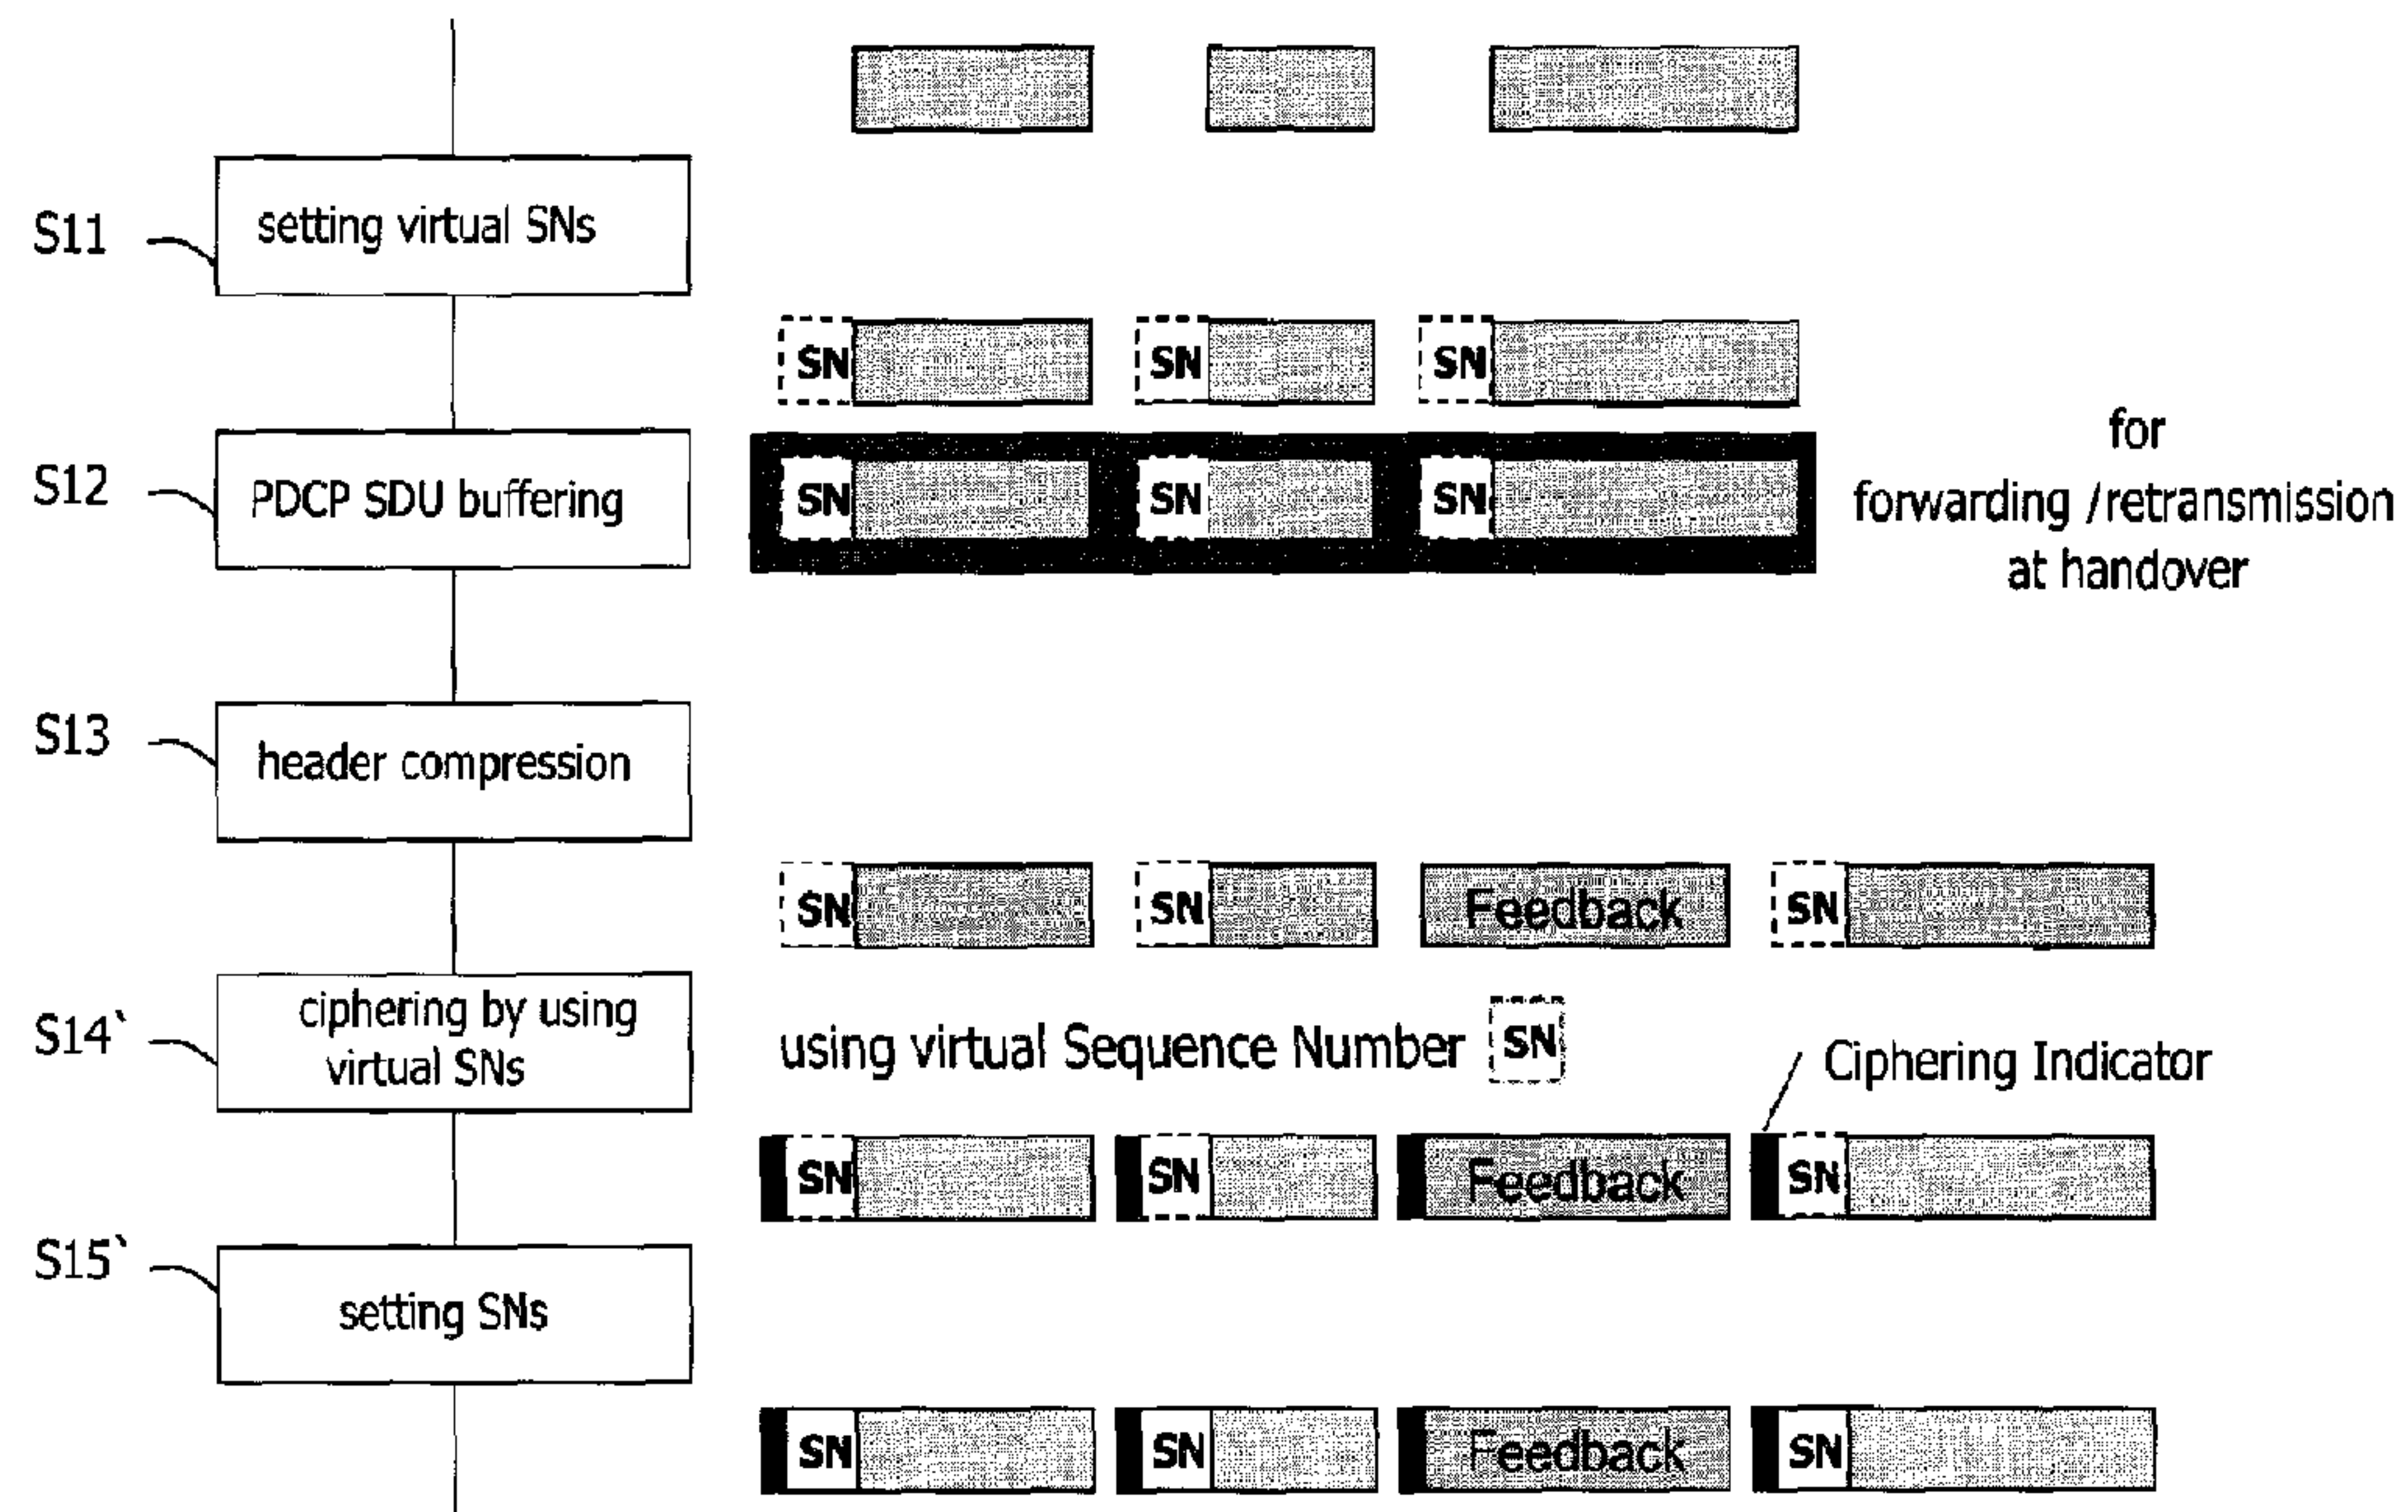 S11
setting virtual SNs
SN SN SN
S12
PDCP SDU buffering
SN SN SN
for
forwarding /retransmission
at handover
S13
header compression
SN SN Feedback SN
S14`
ciphering by using
virtual SNs
using virtual Sequence Number SN
Ciphering Indicator
SN SN Feedback SN
S15`
setting SNs
SN SN Feedback SN